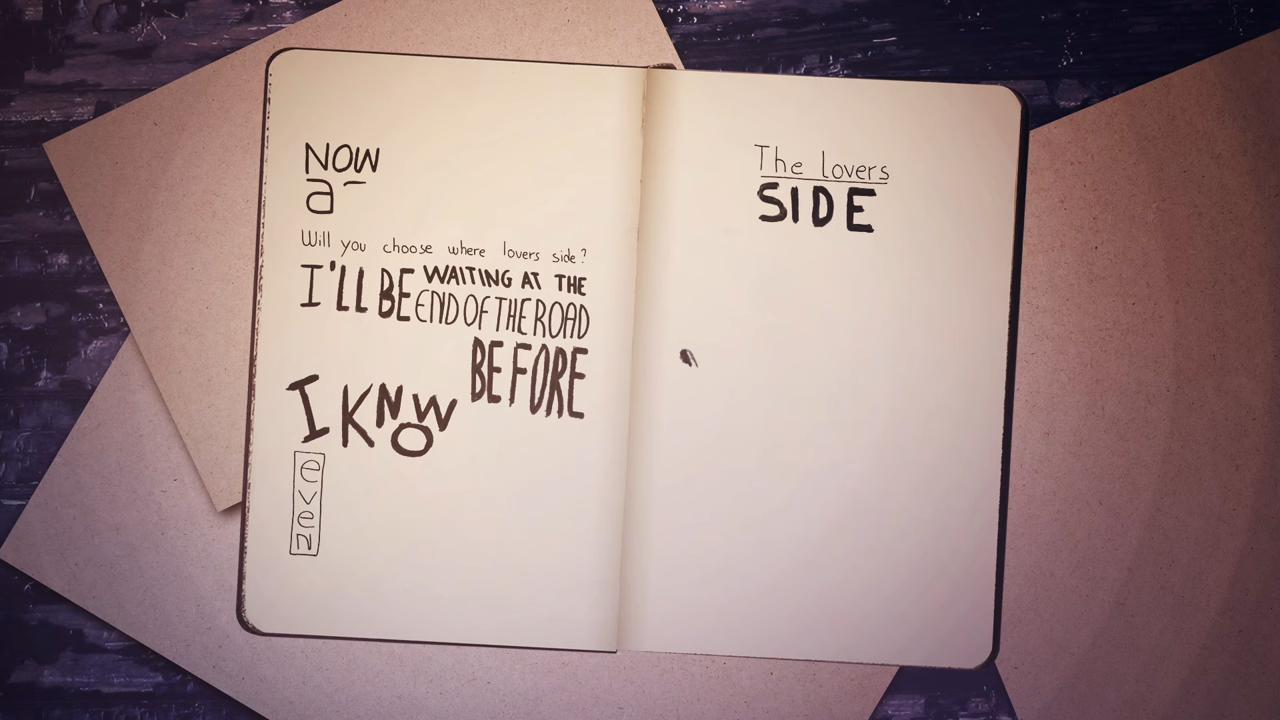 NOW
a
Will you choose where lovers side?
I'LL BE WAITING AT THE
END OF THE ROAD
BEFORE
I KNOW
even
The lovers
SIDE